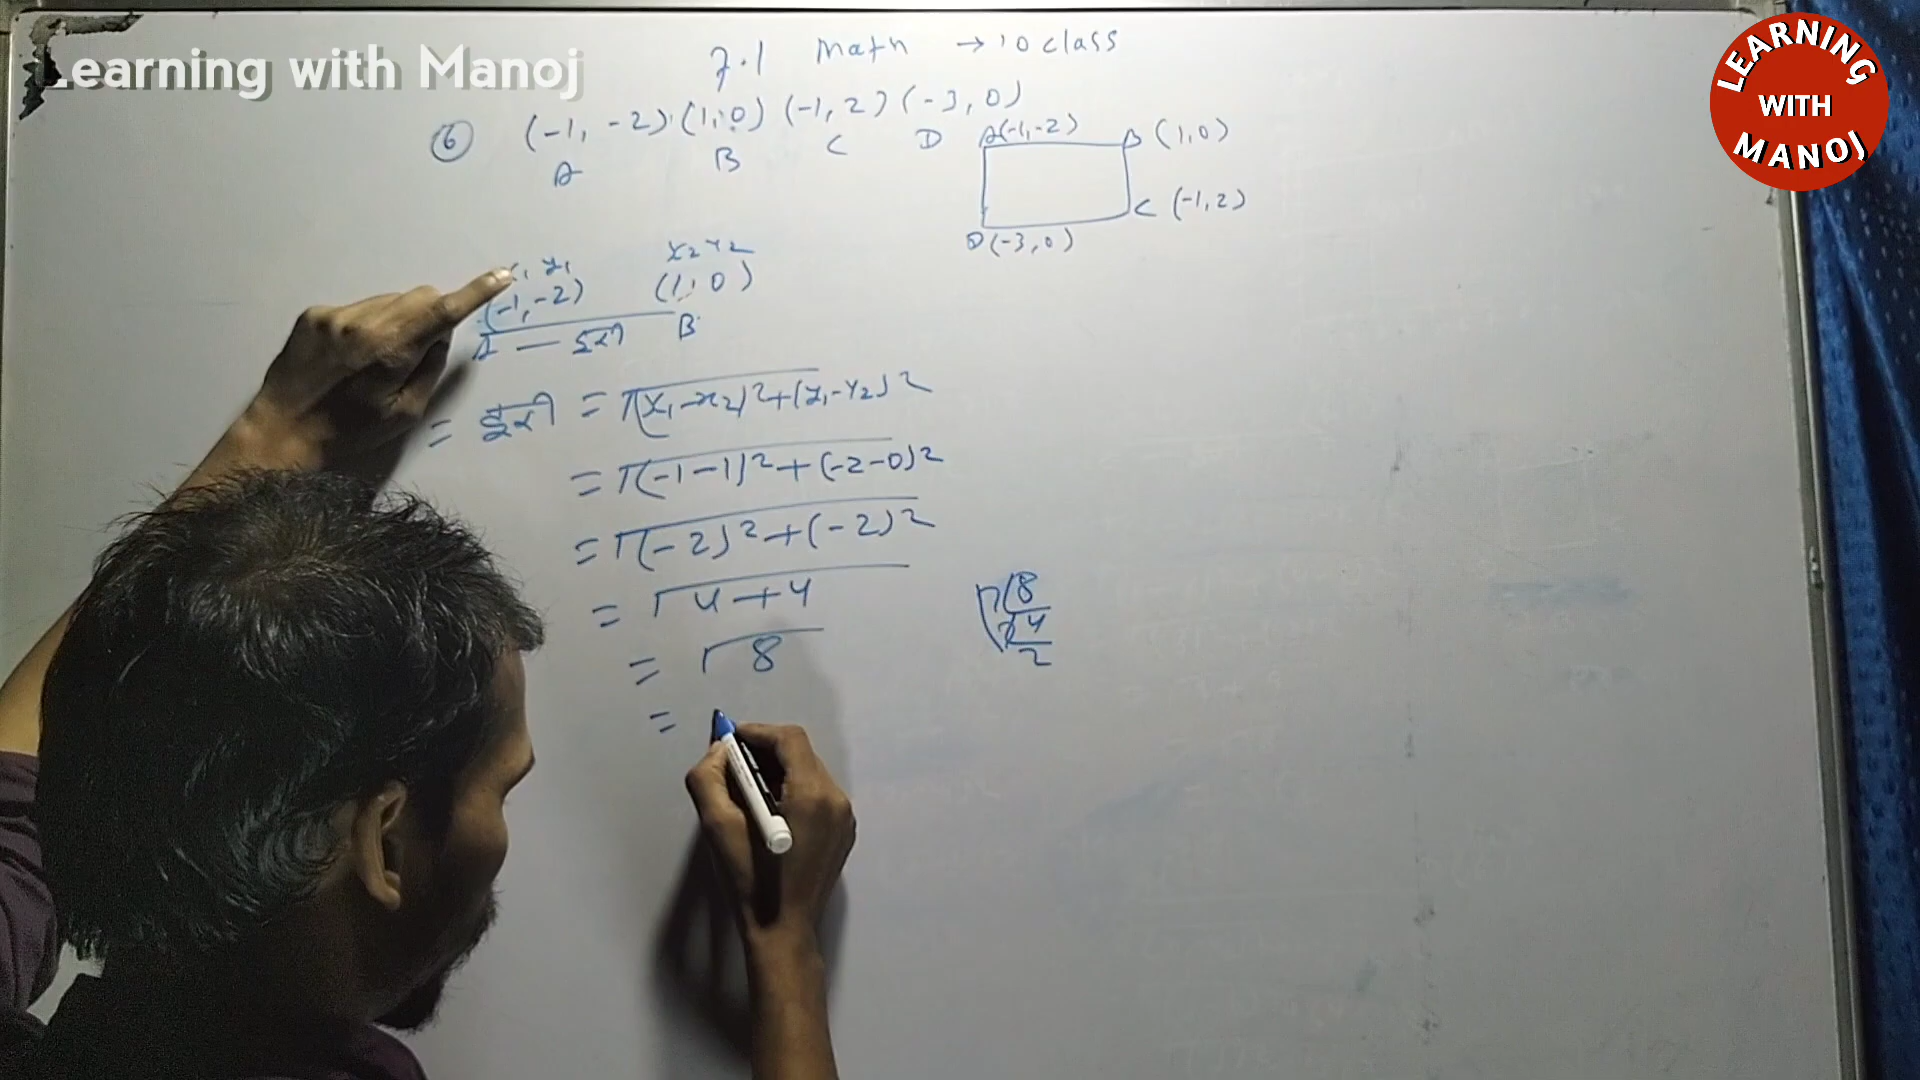 Learning with Manoj
LEARNING
WITH
MANOJ
7.1 Math → 10 class
⑥ (-1, -2) (1, 0) (-1, 2) (-3, 0)
A B C D
A(-1, -2) B (1, 0)
C (-1, 2)
D(-3, 0)
x₁ y₁ x₂ y₂
(-1, -2) (1, 0)
A — दूरी B
= दूरी = √(x₁-x₂)²+(y₁-y₂)²
= √(-1-1)²+(-2-0)²
= √(-2)²+(-2)²
= √4+4
= √8
=
2 8
2 4
2